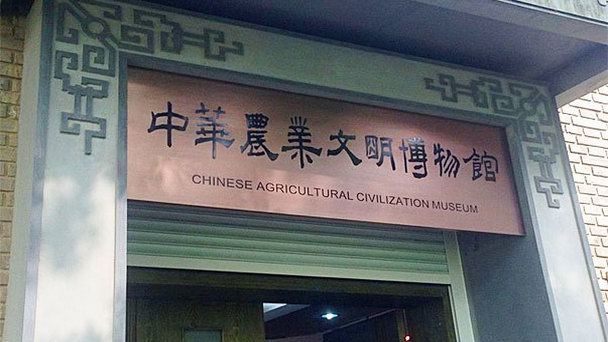 中華農業文明博物館
CHINESE AGRICULTURAL CIVILIZATION MUSEUM